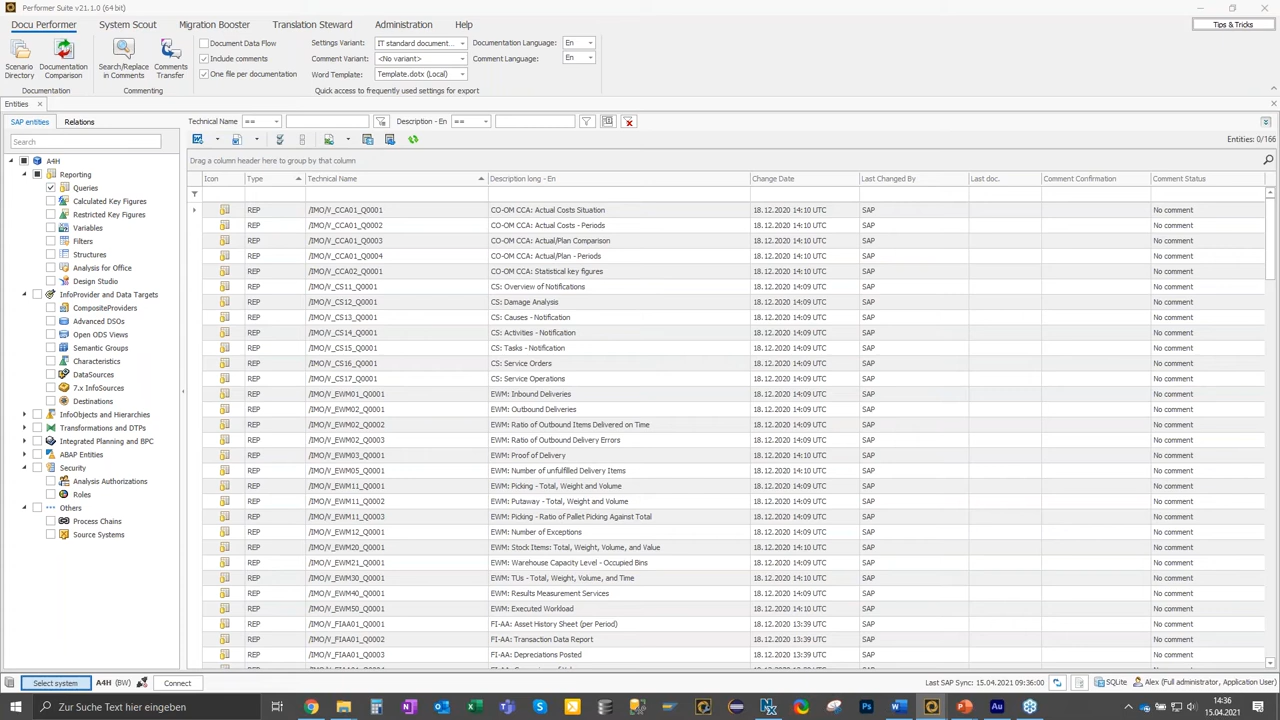 Performer Suite v21.1.0 (64 bit)
Docu Performer System Scout Migration Booster Translation Steward Administration Help Tips & Tricks
Scenario Directory
Documentation Comparison
Documentation
Search/Replace in Comments
Comments Transfer
Commenting
Document Data Flow
Include comments
One file per documentation
Settings Variant: IT standard document...
Comment Variant: <No variant>
Word Template: Template.dotx (Local)
Documentation Language: En
Comment Language: En
Quick access to frequently used settings for export
Entities
SAP entities Relations
Search
A4H
Reporting
Queries
Calculated Key Figures
Restricted Key Figures
Variables
Filters
Structures
Analysis for Office
Design Studio
InfoProvider and Data Targets
CompositeProviders
Advanced DSOs
Open ODS Views
Semantic Groups
Characteristics
DataSources
7.x InfoSources
Destinations
InfoObjects and Hierarchies
Transformations and DTPs
Integrated Planning and BPC
ABAP Entities
Security
Analysis Authorizations
Roles
Others
Process Chains
Source Systems
Technical Name == Description - En ==
Entities: 0/166
Drag a column header here to group by that column
Icon Type Technical Name Description long - En Change Date Last Changed By Last doc. Comment Confirmation Comment Status
REP /IMO/V_CCA01_Q0001 CO-OM CCA: Actual Costs Situation 18.12.2020 14:10 UTC SAP No comment
REP /IMO/V_CCA01_Q0002 CO-OM CCA: Actual Costs - Periods 18.12.2020 14:10 UTC SAP No comment
REP /IMO/V_CCA01_Q0003 CO-OM CCA: Actual/Plan Comparison 18.12.2020 14:10 UTC SAP No comment
REP /IMO/V_CCA01_Q0004 CO-OM CCA: Actual/Plan - Periods 18.12.2020 14:10 UTC SAP No comment
REP /IMO/V_CCA02_Q0001 CO-OM CCA: Statistical key figures 18.12.2020 14:10 UTC SAP No comment
REP /IMO/V_CS11_Q0001 CS: Overview of Notifications 18.12.2020 14:09 UTC SAP No comment
REP /IMO/V_CS12_Q0001 CS: Damage Analysis 18.12.2020 14:09 UTC SAP No comment
REP /IMO/V_CS13_Q0001 CS: Causes - Notification 18.12.2020 14:09 UTC SAP No comment
REP /IMO/V_CS14_Q0001 CS: Activities - Notification 18.12.2020 14:09 UTC SAP No comment
REP /IMO/V_CS15_Q0001 CS: Tasks - Notification 18.12.2020 14:09 UTC SAP No comment
REP /IMO/V_CS16_Q0001 CS: Service Orders 18.12.2020 14:09 UTC SAP No comment
REP /IMO/V_CS17_Q0001 CS: Service Operations 18.12.2020 14:09 UTC SAP No comment
REP /IMO/V_EWM01_Q0001 EWM: Inbound Deliveries 18.12.2020 14:09 UTC SAP No comment
REP /IMO/V_EWM02_Q0001 EWM: Outbound Deliveries 18.12.2020 14:09 UTC SAP No comment
REP /IMO/V_EWM02_Q0002 EWM: Ratio of Outbound Items Delivered on Time 18.12.2020 14:09 UTC SAP No comment
REP /IMO/V_EWM02_Q0003 EWM: Ratio of Outbound Delivery Errors 18.12.2020 14:09 UTC SAP No comment
REP /IMO/V_EWM03_Q0001 EWM: Proof of Delivery 18.12.2020 14:09 UTC SAP No comment
REP /IMO/V_EWM05_Q0001 EWM: Number of unfulfilled Delivery Items 18.12.2020 14:09 UTC SAP No comment
REP /IMO/V_EWM11_Q0001 EWM: Picking - Total, Weight and Volume 18.12.2020 14:09 UTC SAP No comment
REP /IMO/V_EWM11_Q0002 EWM: Putaway - Total, Weight and Volume 18.12.2020 14:09 UTC SAP No comment
REP /IMO/V_EWM11_Q0003 EWM: Picking - Ratio of Pallet Picking Against Total 18.12.2020 14:09 UTC SAP No comment
REP /IMO/V_EWM12_Q0001 EWM: Number of Exceptions 18.12.2020 14:09 UTC SAP No comment
REP /IMO/V_EWM20_Q0001 EWM: Stock Items: Total, Weight, Volume, and Value 18.12.2020 14:10 UTC SAP No comment
REP /IMO/V_EWM21_Q0001 EWM: Warehouse Capacity Level - Occupied Bins 18.12.2020 14:09 UTC SAP No comment
REP /IMO/V_EWM30_Q0001 EWM: TUs - Total, Weight, Volume, and Time 18.12.2020 14:10 UTC SAP No comment
REP /IMO/V_EWM40_Q0001 EWM: Results Measurement Services 18.12.2020 14:09 UTC SAP No comment
REP /IMO/V_EWM50_Q0001 EWM: Executed Workload 18.12.2020 14:10 UTC SAP No comment
REP /IMO/V_FIAA01_Q0001 FI-AA: Asset History Sheet (per Period) 18.12.2020 13:39 UTC SAP No comment
REP /IMO/V_FIAA01_Q0002 FI-AA: Transaction Data Report 18.12.2020 13:39 UTC SAP No comment
REP /IMO/V_FIAA01_Q0003 FI-AA: Depreciations Posted 18.12.2020 13:39 UTC SAP No comment
Select system A4H (BW) Connect Last SAP Sync: 15.04.2021 09:36:00 SQLite Alex (Full administrator, Application User)
Zur Suche Text hier eingeben
14:36
15.04.2021